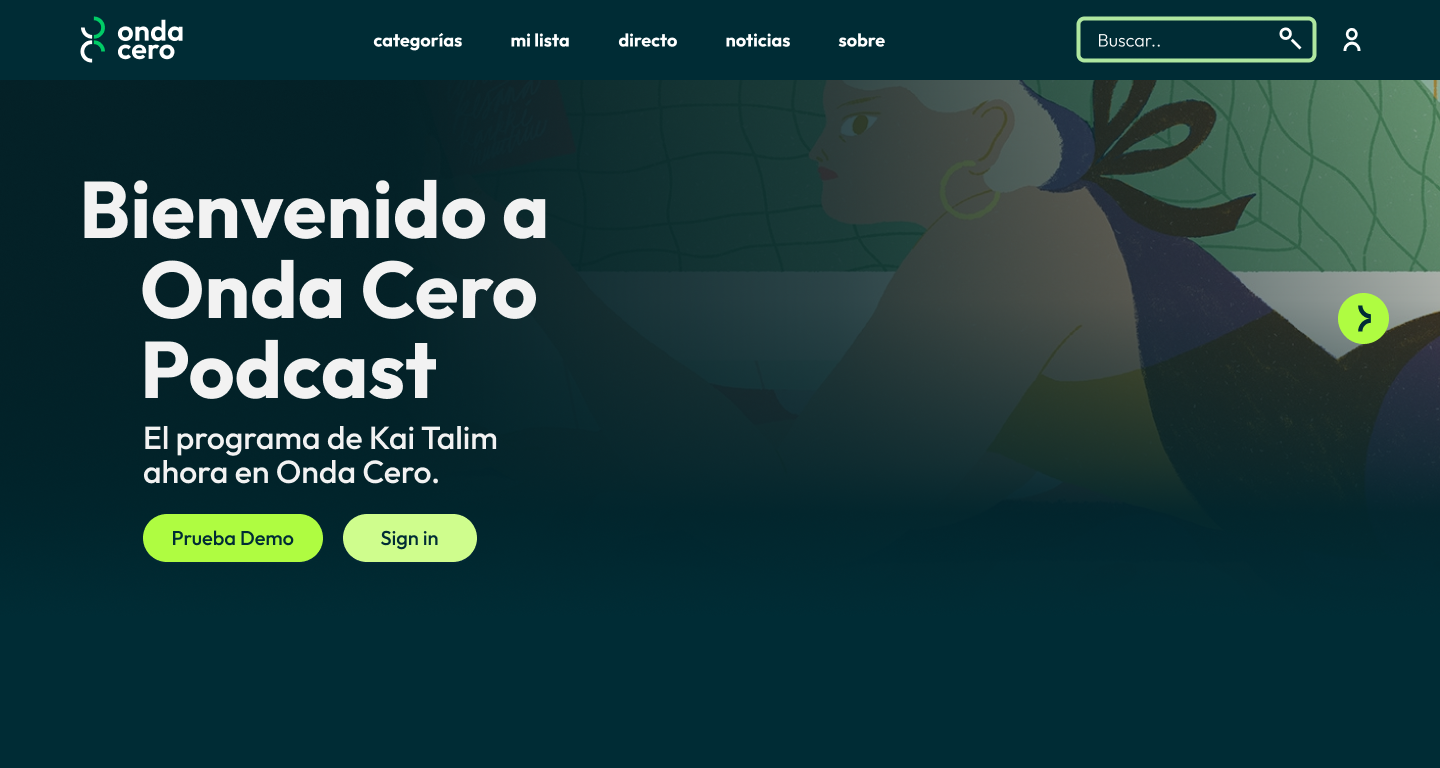 onda
cero
categorías
mi lista
directo
noticias
sobre
Buscar..
Bienvenido a
Onda Cero
Podcast
El programa de Kai Talim
ahora en Onda Cero.
Prueba Demo
Sign in